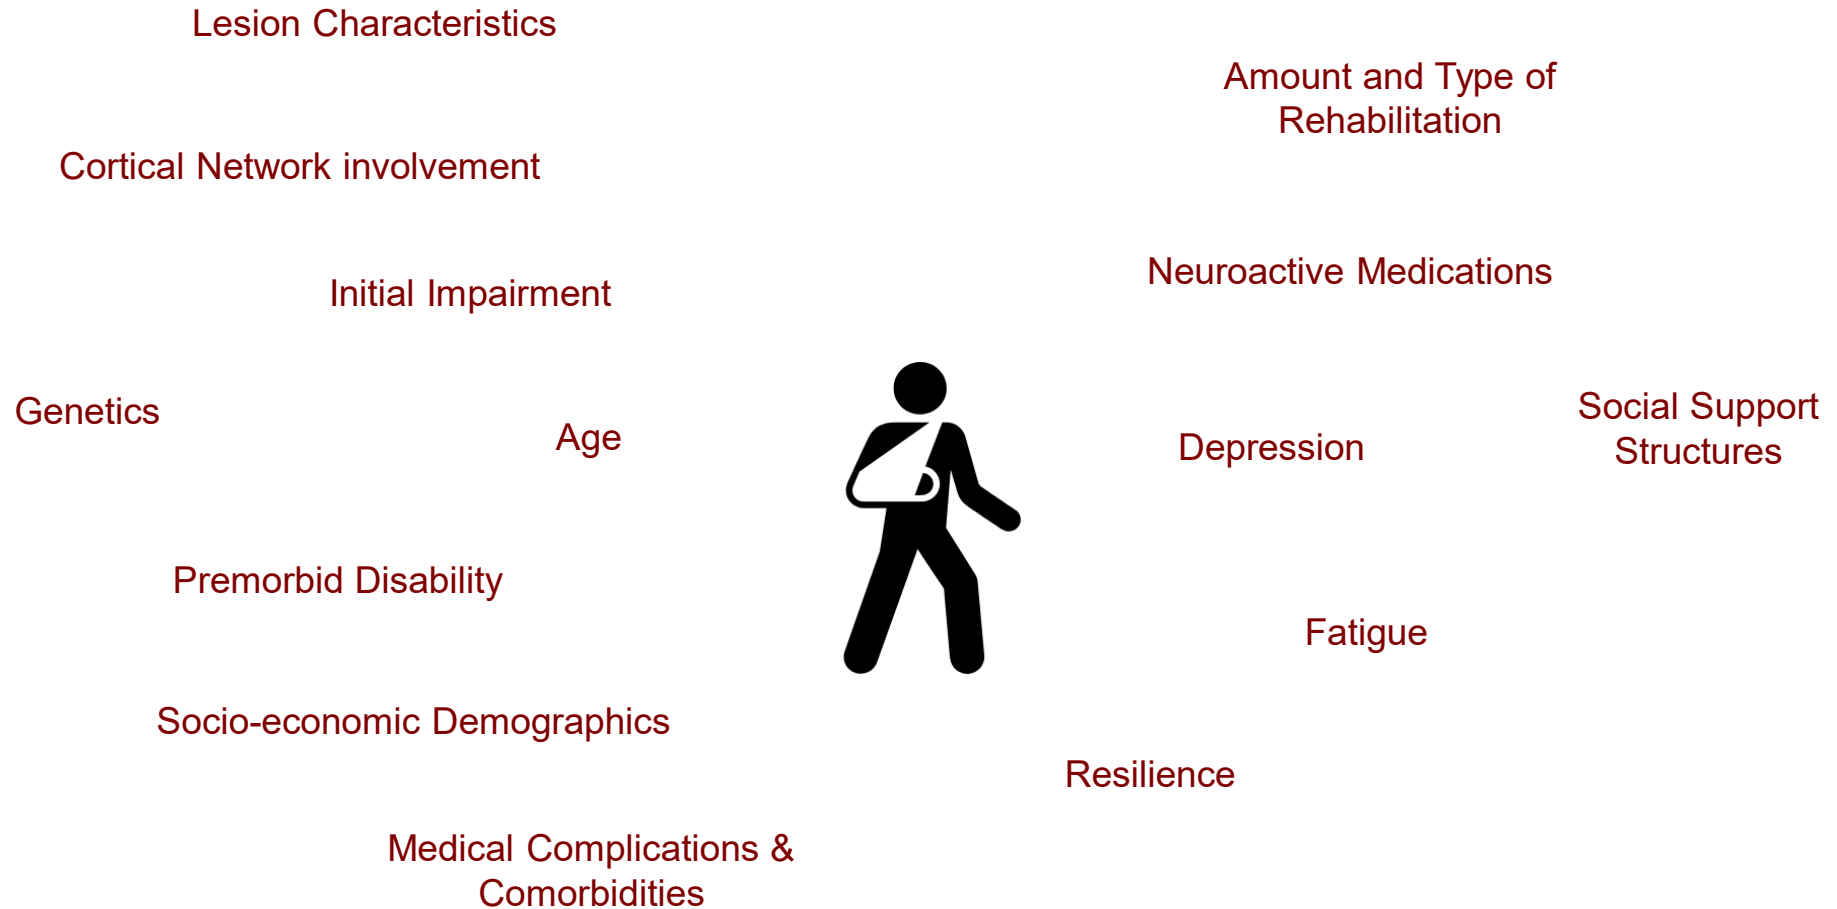 Lesion Characteristics
Amount and Type of
Rehabilitation
Cortical Network involvement
Neuroactive Medications
Initial Impairment
Genetics
Age
Depression
Social Support
Structures
Premorbid Disability
Fatigue
Socio-economic Demographics
Resilience
Medical Complications &
Comorbidities